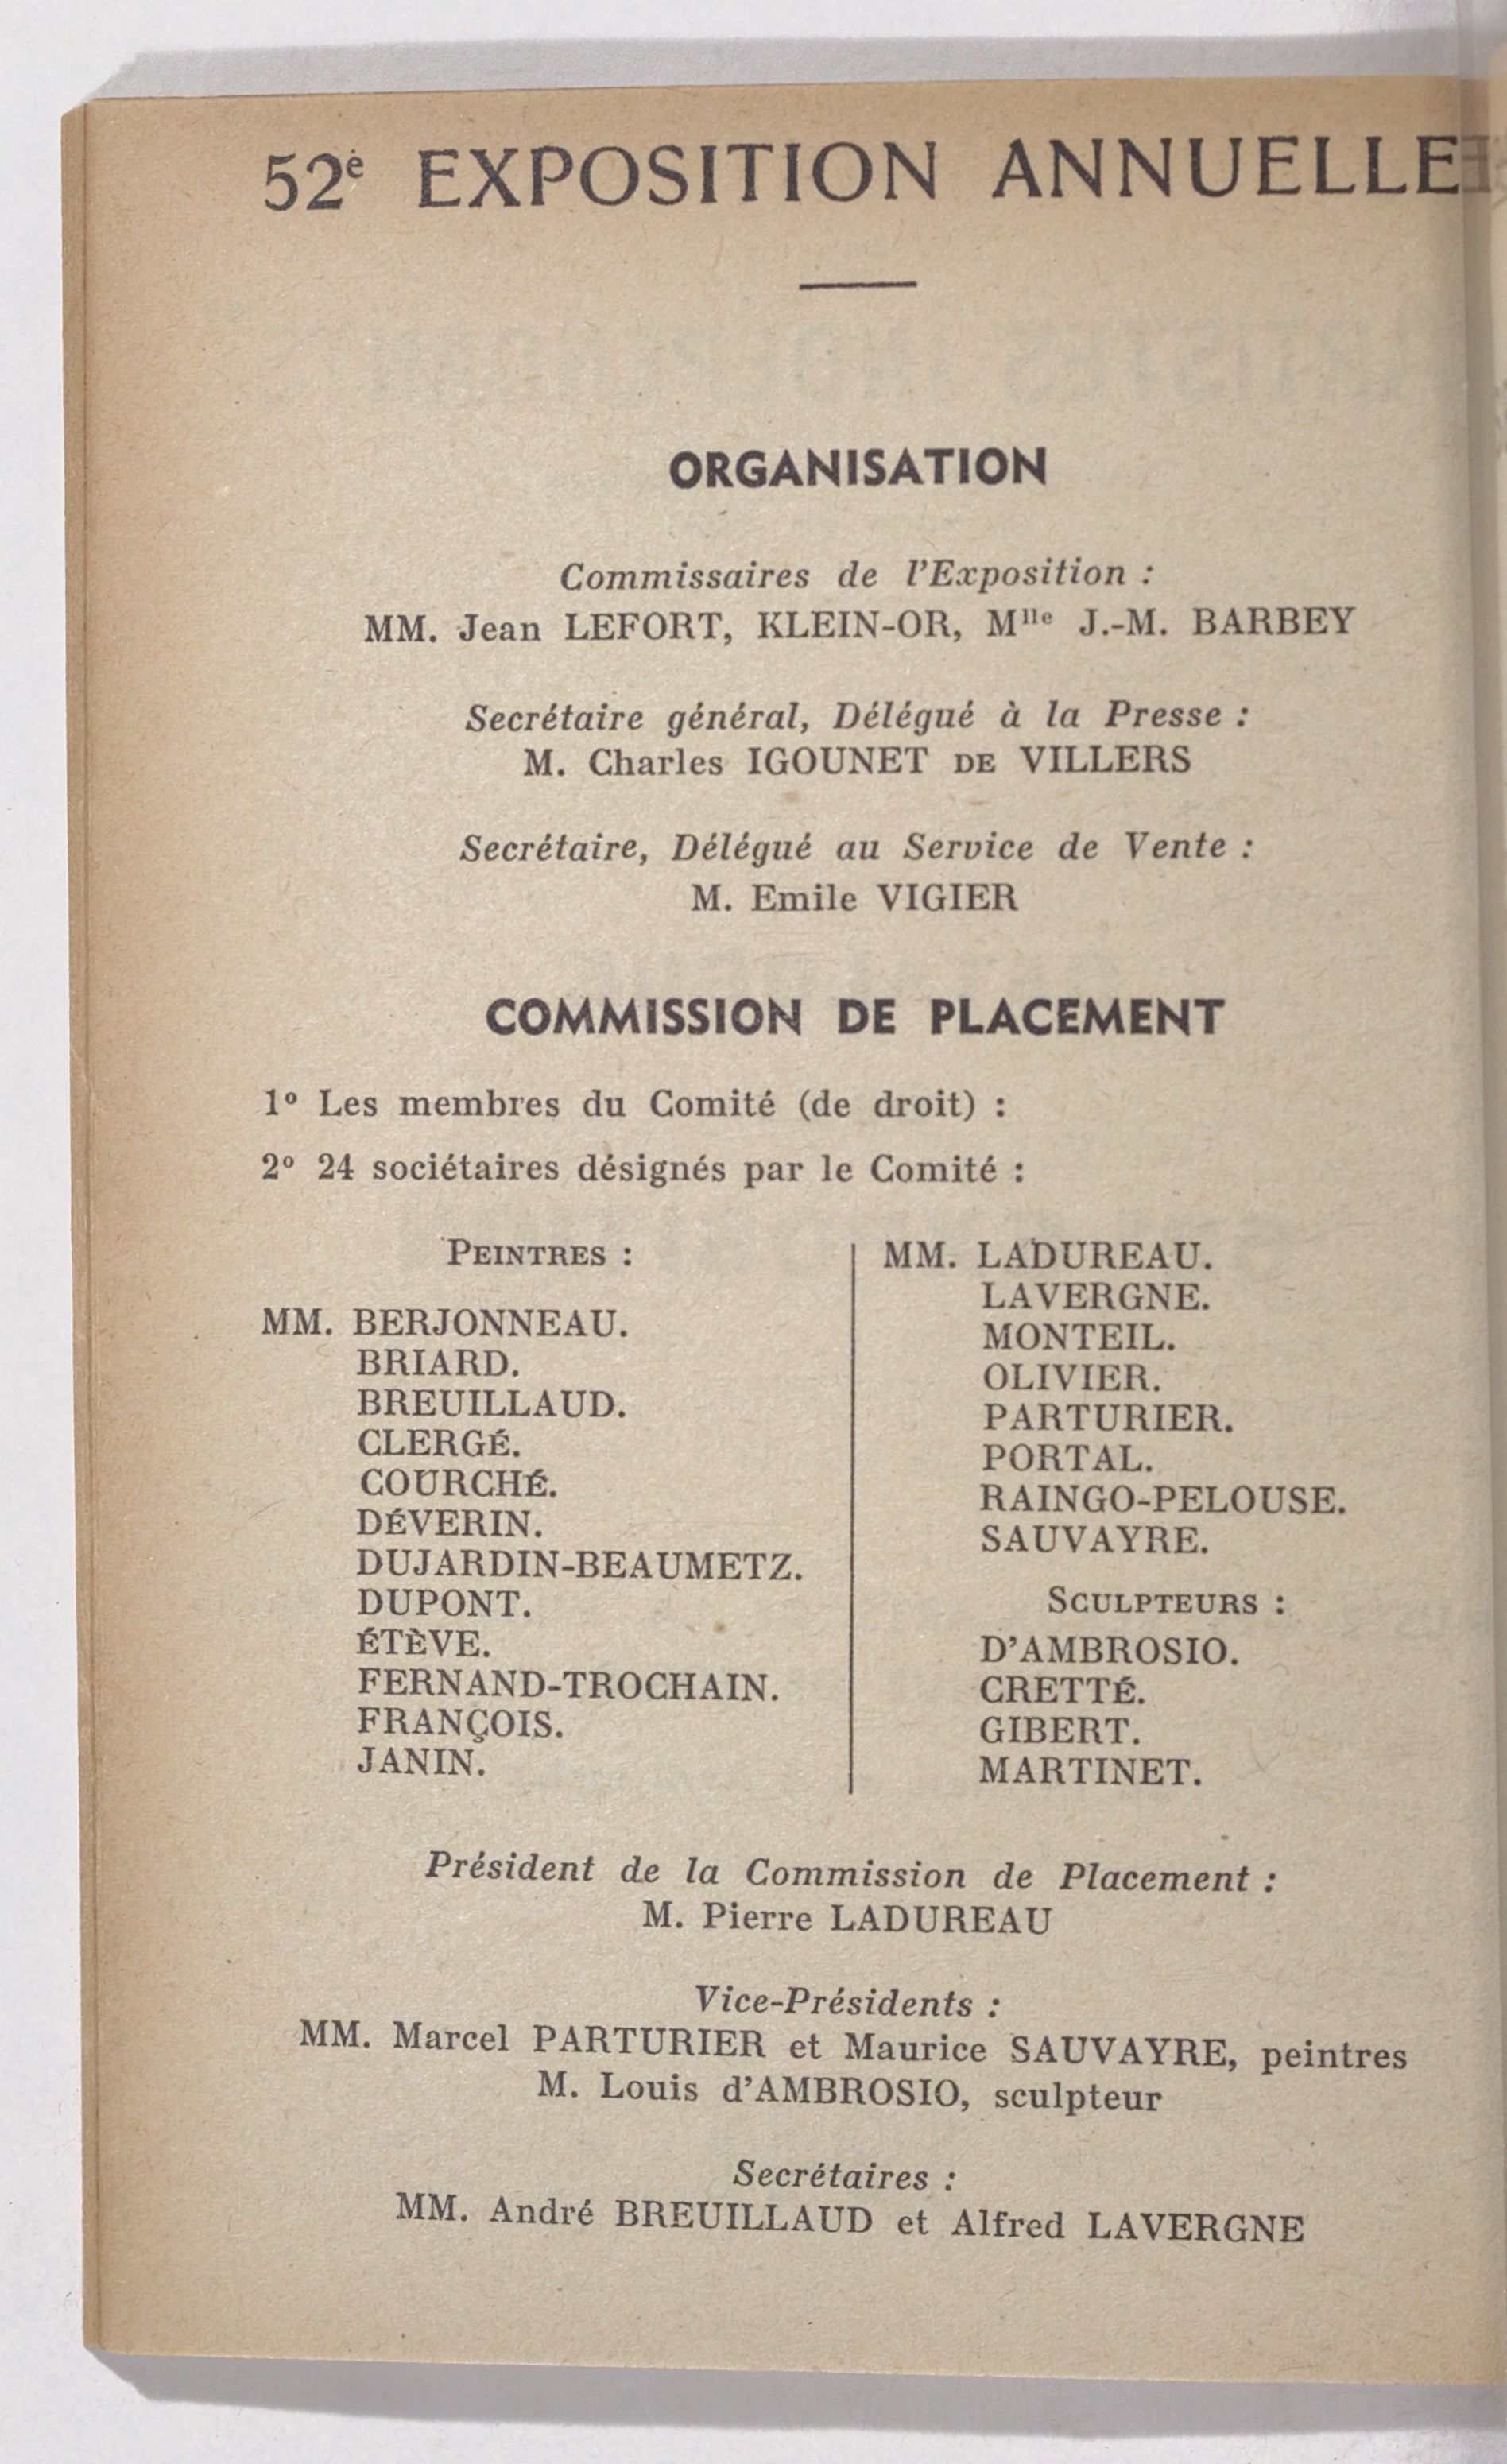 52e EXPOSITION ANNUELLE
ORGANISATION
Commissaires de l'Exposition :
MM. Jean LEFORT, KLEIN-OR, Mlle J.-M. BARBEY
Secrétaire général, Délégué à la Presse :
M. Charles IGOUNET DE VILLERS
Secrétaire, Délégué au Service de Vente :
M. Emile VIGIER
COMMISSION DE PLACEMENT
1º Les membres du Comité (de droit) :
2º 24 sociétaires désignés par le Comité :
PEINTRES :
MM. BERJONNEAU.
BRIARD.
BREUILLAUD.
CLERGÉ.
COURCHÉ.
DÉVERIN.
DUJARDIN-BEAUMETZ.
DUPONT.
ÉTÈVE.
FERNAND-TROCHAIN.
FRANÇOIS.
JANIN.
MM. LADUREAU.
LAVERGNE.
MONTEIL.
OLIVIER.
PARTURIER.
PORTAL.
RAINGO-PELOUSE.
SAUVAYRE.
SCULPTEURS :
D'AMBROSIO.
CRETTÉ.
GIBERT.
MARTINET.
Président de la Commission de Placement :
M. Pierre LADUREAU
Vice-Présidents :
MM. Marcel PARTURIER et Maurice SAUVAYRE, peintres
M. Louis d'AMBROSIO, sculpteur
Secrétaires :
MM. André BREUILLAUD et Alfred LAVERGNE